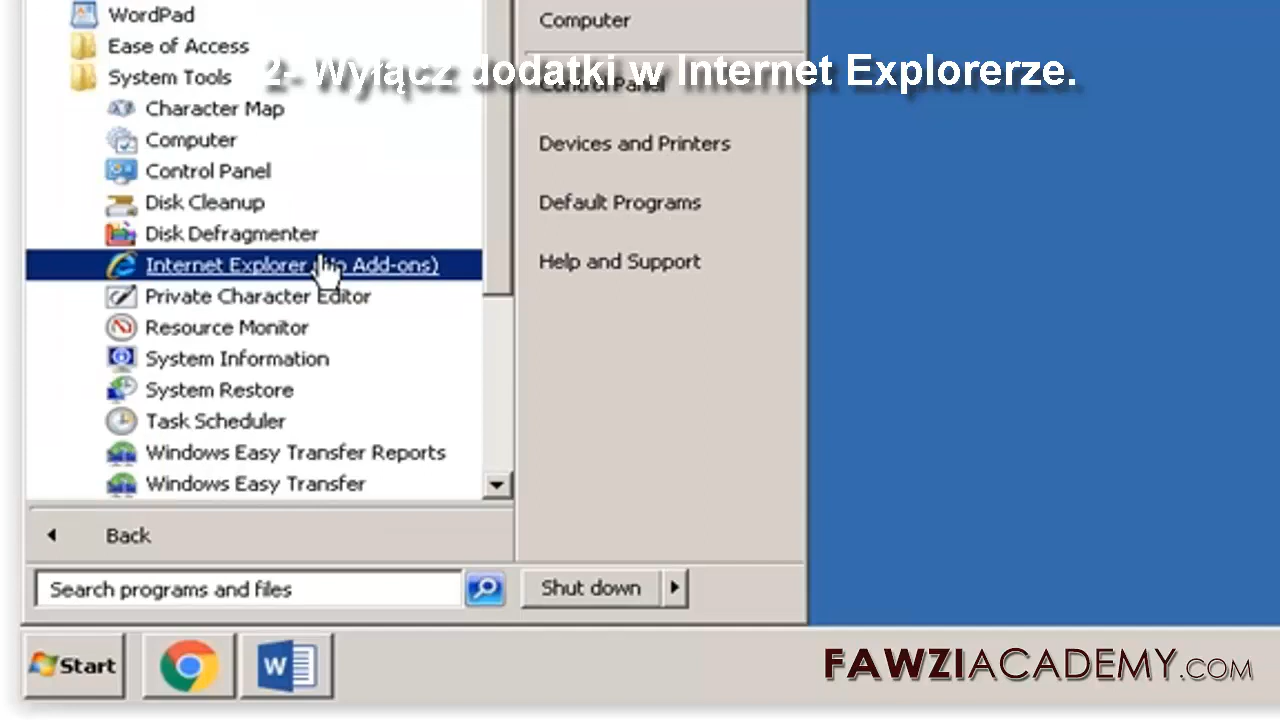 WordPad
Ease of Access
System Tools
2- Wyłącz dodatki w Internet Explorerze.
Character Map
Computer
Control Panel
Disk Cleanup
Disk Defragmenter
Internet Explorer (No Add-ons)
Private Character Editor
Resource Monitor
System Information
System Restore
Task Scheduler
Windows Easy Transfer Reports
Windows Easy Transfer
Back
Search programs and files
Computer
Control Panel
Devices and Printers
Default Programs
Help and Support
Shut down
Start
W
FAWZIACADEMY.COM